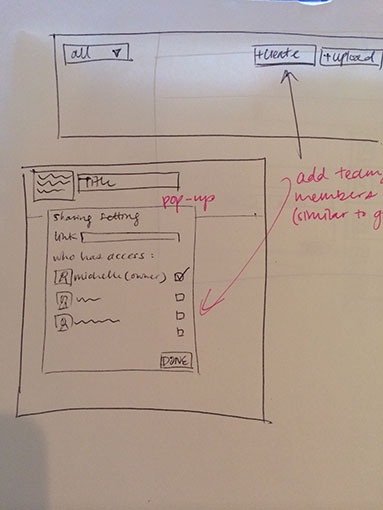 all
+Create
+upload
Title
pop-up
add team
members
(similar to g
Sharing setting
link
who has access:
michelle (owner)
DONE